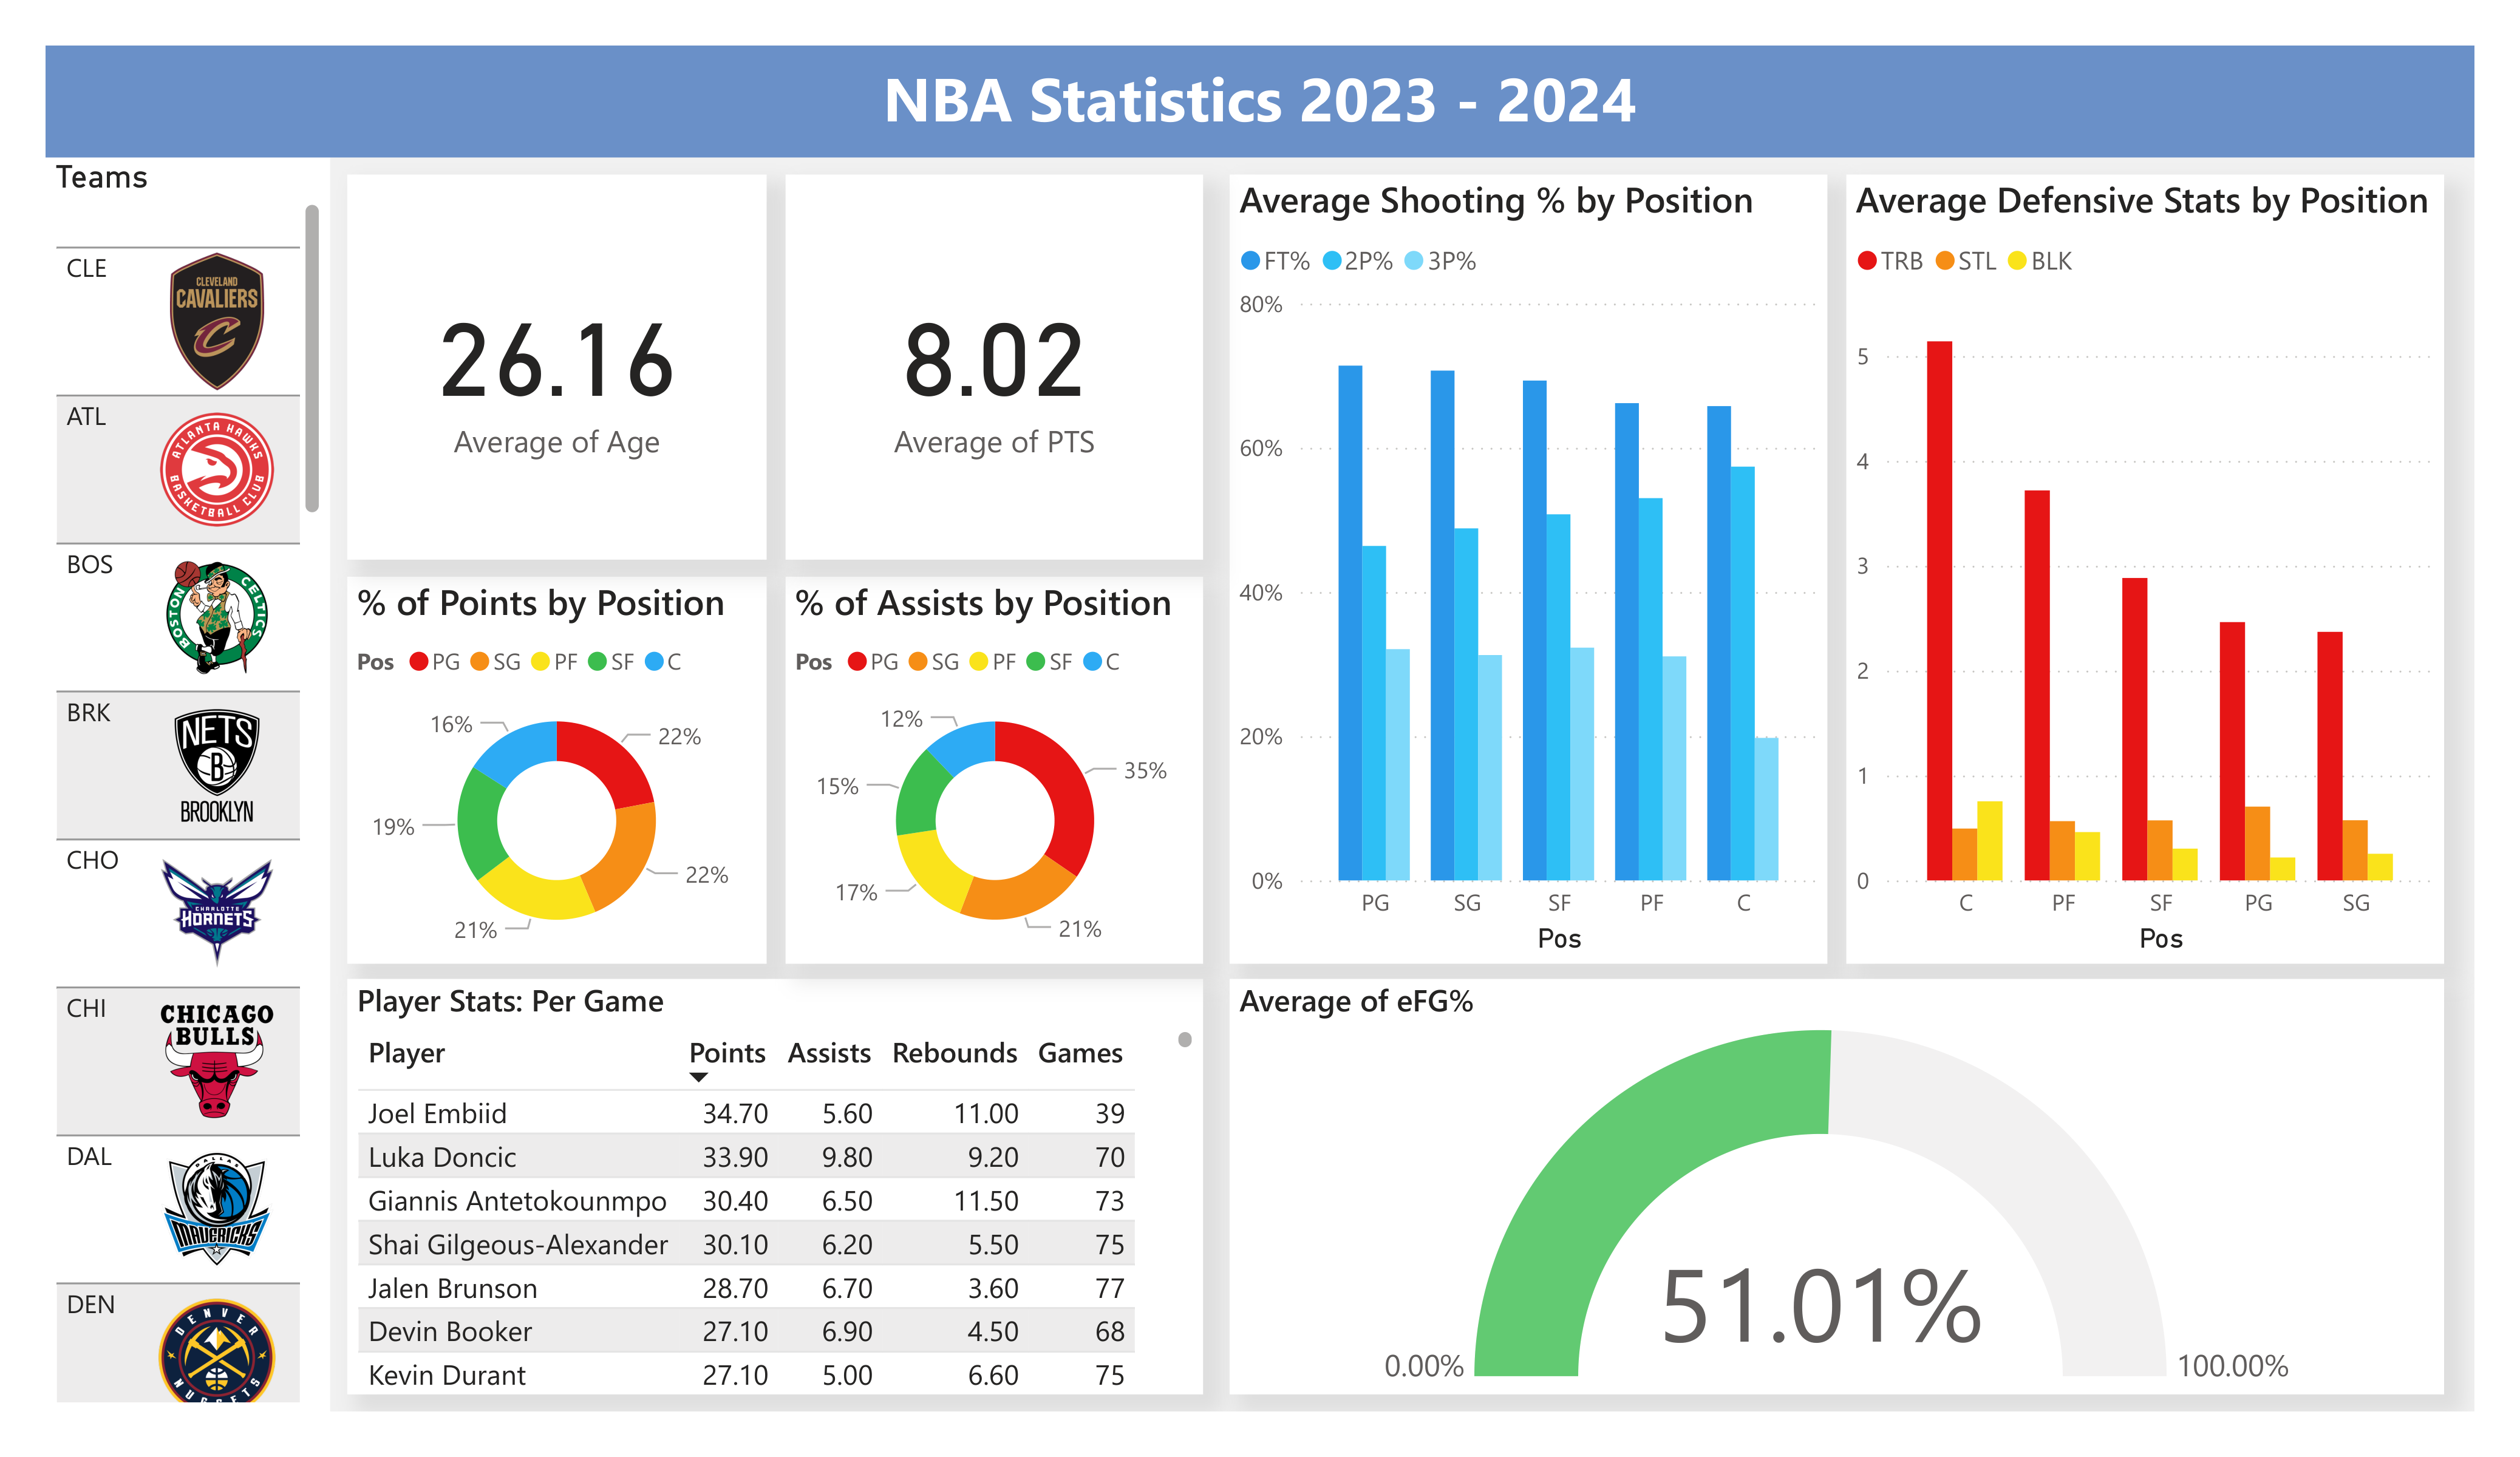 NBA Statistics 2023 - 2024
Teams
CLE
CLEVELAND
CAVALIERS
C
ATL
ATLANTA HAWKS
BASKETBALL CLUB
BOS
BOSTON
CELTICS
BRK
NETS
B
BROOKLYN
CHO
CHARLOTTE
HORNETS
CHI
CHICAGO
BULLS
DAL
DALLAS
MAVERICKS
DEN
DENVER
NUGGETS
26.16
Average of Age
8.02
Average of PTS
% of Points by Position
Pos PG SG PF SF C
16%
22%
19%
22%
21%
% of Assists by Position
Pos PG SG PF SF C
12%
35%
15%
17%
21%
Average Shooting % by Position
FT% 2P% 3P%
80%
60%
40%
20%
0%
PG SG SF PF C
Pos
Average Defensive Stats by Position
TRB STL BLK
5
4
3
2
1
0
C PF SF PG SG
Pos
Player Stats: Per Game
Player Points Assists Rebounds Games
Joel Embiid 34.70 5.60 11.00 39
Luka Doncic 33.90 9.80 9.20 70
Giannis Antetokounmpo 30.40 6.50 11.50 73
Shai Gilgeous-Alexander 30.10 6.20 5.50 75
Jalen Brunson 28.70 6.70 3.60 77
Devin Booker 27.10 6.90 4.50 68
Kevin Durant 27.10 5.00 6.60 75
Average of eFG%
51.01%
0.00% 100.00%